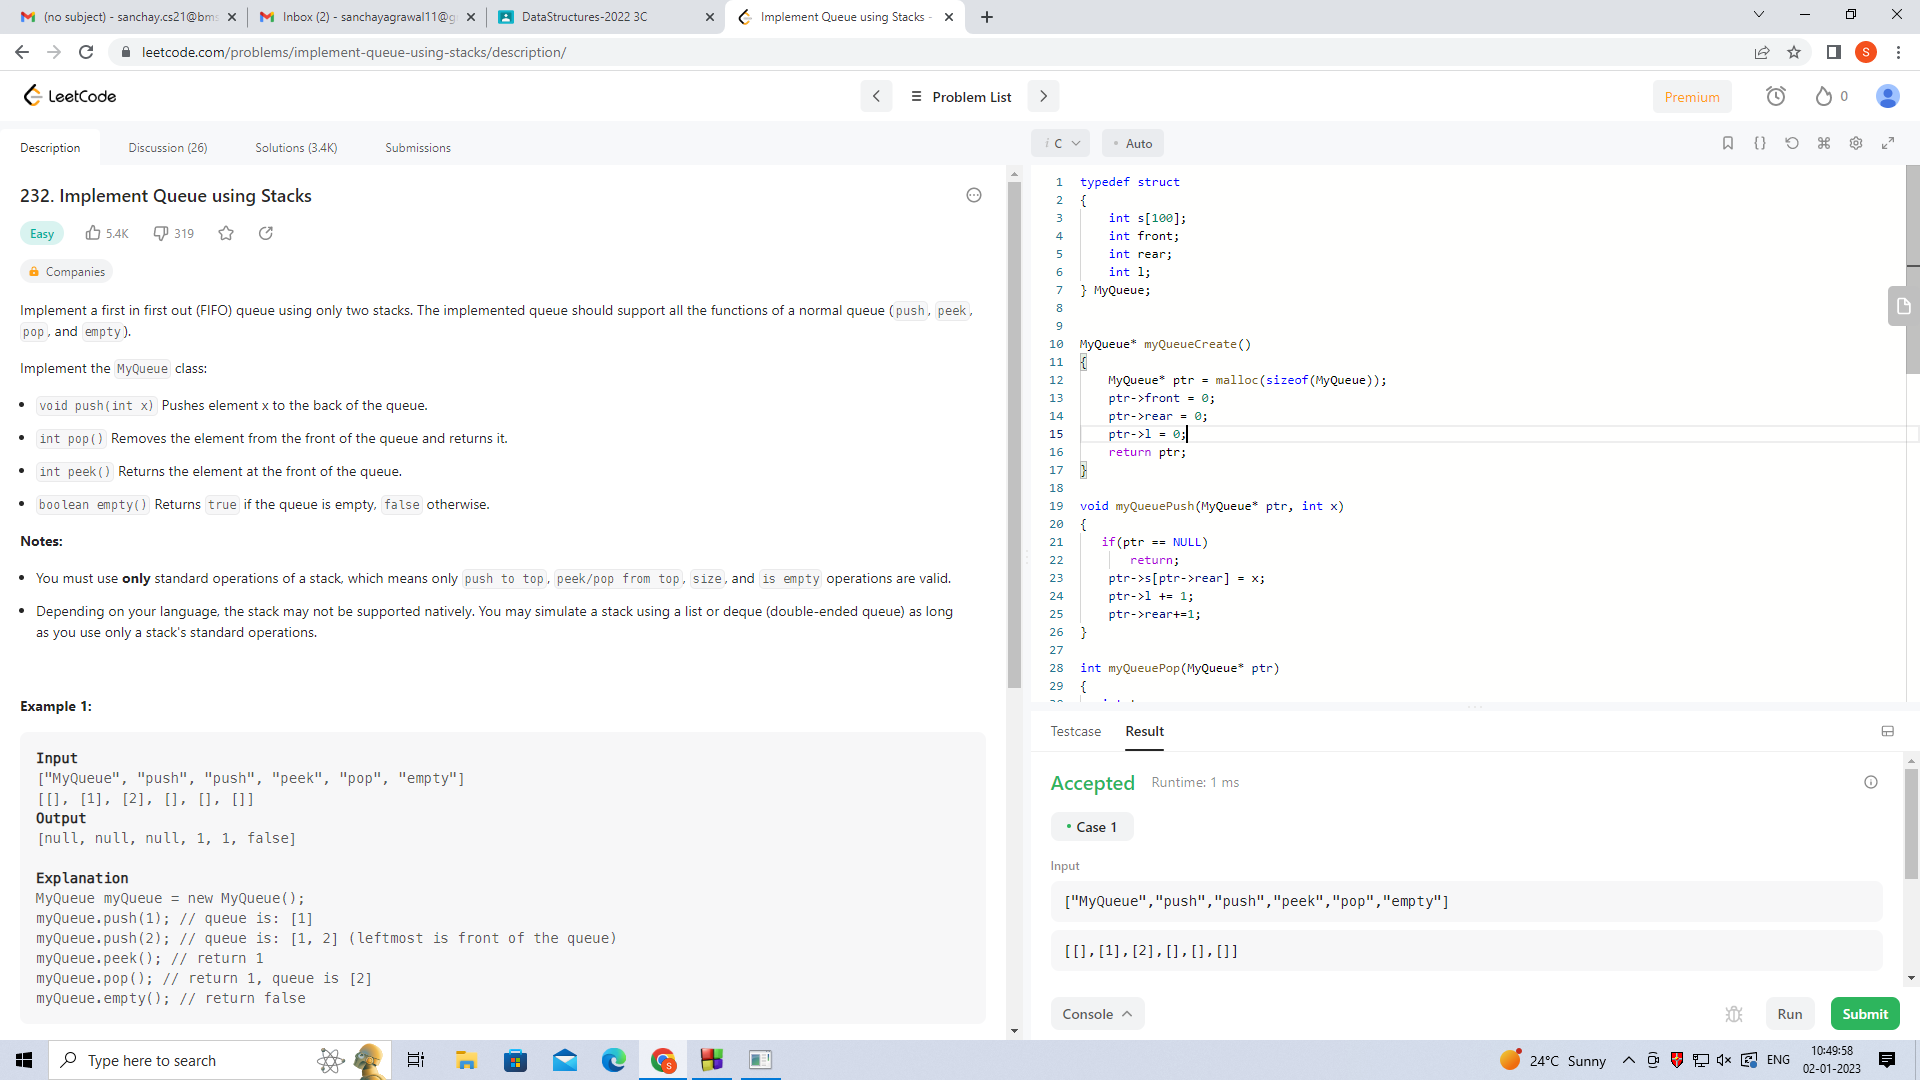 (no subject) - sanchay.cs21@bms
Inbox (2) - sanchayagrawal11@g
DataStructures-2022 3C
Implement Queue using Stacks -
leetcode.com/problems/implement-queue-using-stacks/description/
S
LeetCode
Problem List
Premium
0
Description
Discussion (26)
Solutions (3.4K)
Submissions
i C
• Auto
232. Implement Queue using Stacks
Easy
5.4K
319
Companies
Implement a first in first out (FIFO) queue using only two stacks. The implemented queue should support all the functions of a normal queue (push, peek,
pop, and empty).
Implement the MyQueue class:
• void push(int x) Pushes element x to the back of the queue.
• int pop() Removes the element from the front of the queue and returns it.
• int peek() Returns the element at the front of the queue.
• boolean empty() Returns true if the queue is empty, false otherwise.
Notes:
• You must use only standard operations of a stack, which means only push to top, peek/pop from top, size, and is empty operations are valid.
• Depending on your language, the stack may not be supported natively. You may simulate a stack using a list or deque (double-ended queue) as long
as you use only a stack's standard operations.
Example 1:
Input
["MyQueue", "push", "push", "peek", "pop", "empty"]
[[], [1], [2], [], [], []]
Output
[null, null, null, 1, 1, false]
Explanation
MyQueue myQueue = new MyQueue();
myQueue.push(1); // queue is: [1]
myQueue.push(2); // queue is: [1, 2] (leftmost is front of the queue)
myQueue.peek(); // return 1
myQueue.pop(); // return 1, queue is [2]
myQueue.empty(); // return false
1 typedef struct
2 {
3 int s[100];
4 int front;
5 int rear;
6 int l;
7 } MyQueue;
8
9
10 MyQueue* myQueueCreate()
11 {
12 MyQueue* ptr = malloc(sizeof(MyQueue));
13 ptr->front = 0;
14 ptr->rear = 0;
15 ptr->l = 0;
16 return ptr;
17 }
18
19 void myQueuePush(MyQueue* ptr, int x)
20 {
21 if(ptr == NULL)
22 return;
23 ptr->s[ptr->rear] = x;
24 ptr->l += 1;
25 ptr->rear+=1;
26 }
27
28 int myQueuePop(MyQueue* ptr)
29 {
Testcase
Result
Accepted
Runtime: 1 ms
• Case 1
Input
["MyQueue","push","push","peek","pop","empty"]
[[],[1],[2],[],[],[]]
Console
Run
Submit
Type here to search
24°C Sunny
ENG
10:49:58
02-01-2023